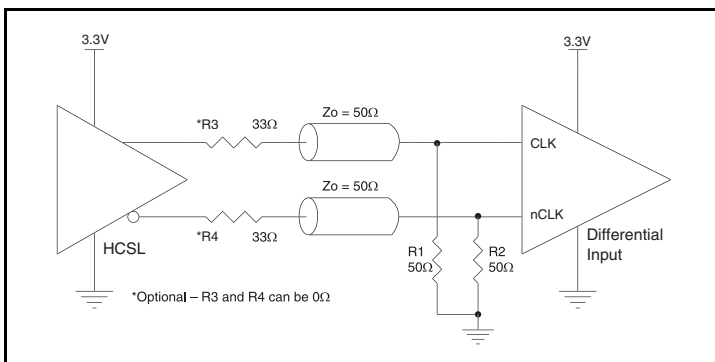 3.3V
3.3V
*R3
33Ω
Zo = 50Ω
CLK
Zo = 50Ω
nCLK
*R4
33Ω
HCSL
R1
50Ω
R2
50Ω
Differential
Input
*Optional – R3 and R4 can be 0Ω